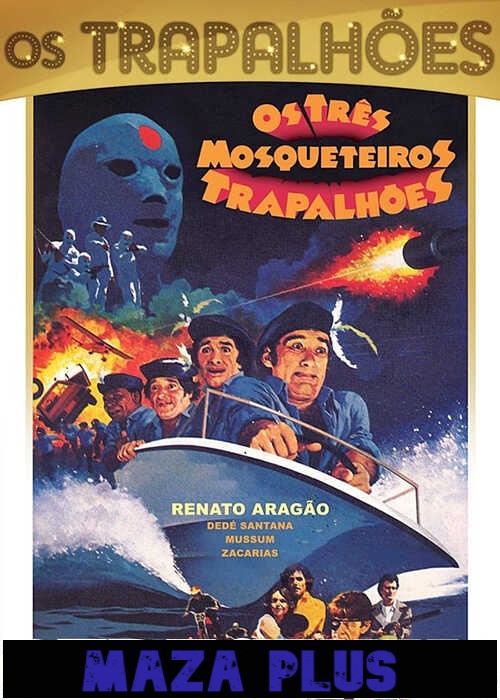 OS TRAPALHÕES
OS TRÊS
MOSQUETEIROS
TRAPALHÕES
RENATO ARAGÃO
DEDÉ SANTANA
MUSSUM
ZACARIAS
MAZA PLUS